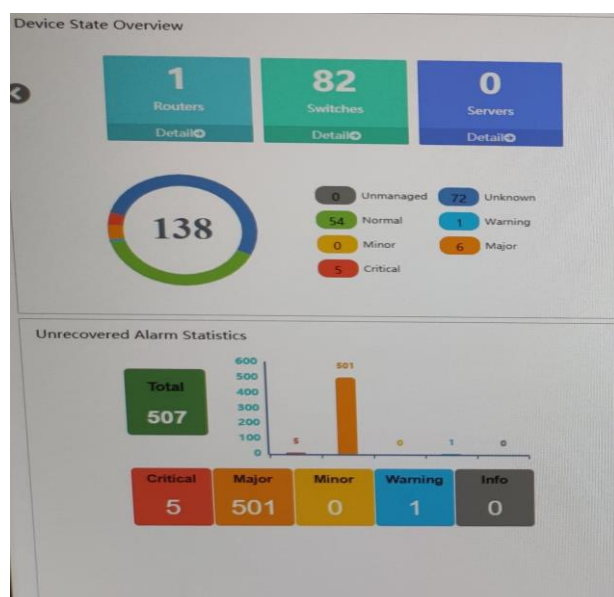 Device State Overview
1 82 0
Routers Switches Servers
Detail Detail Detail
138
0 Unmanaged 72 Unknown
54 Normal 1 Warning
0 Minor 6 Major
5 Critical
Unrecovered Alarm Statistics
Total
507
600
500
400
300
200
100
0
501
5 0 1 0
Critical Major Minor Warning Info
5 501 0 1 0